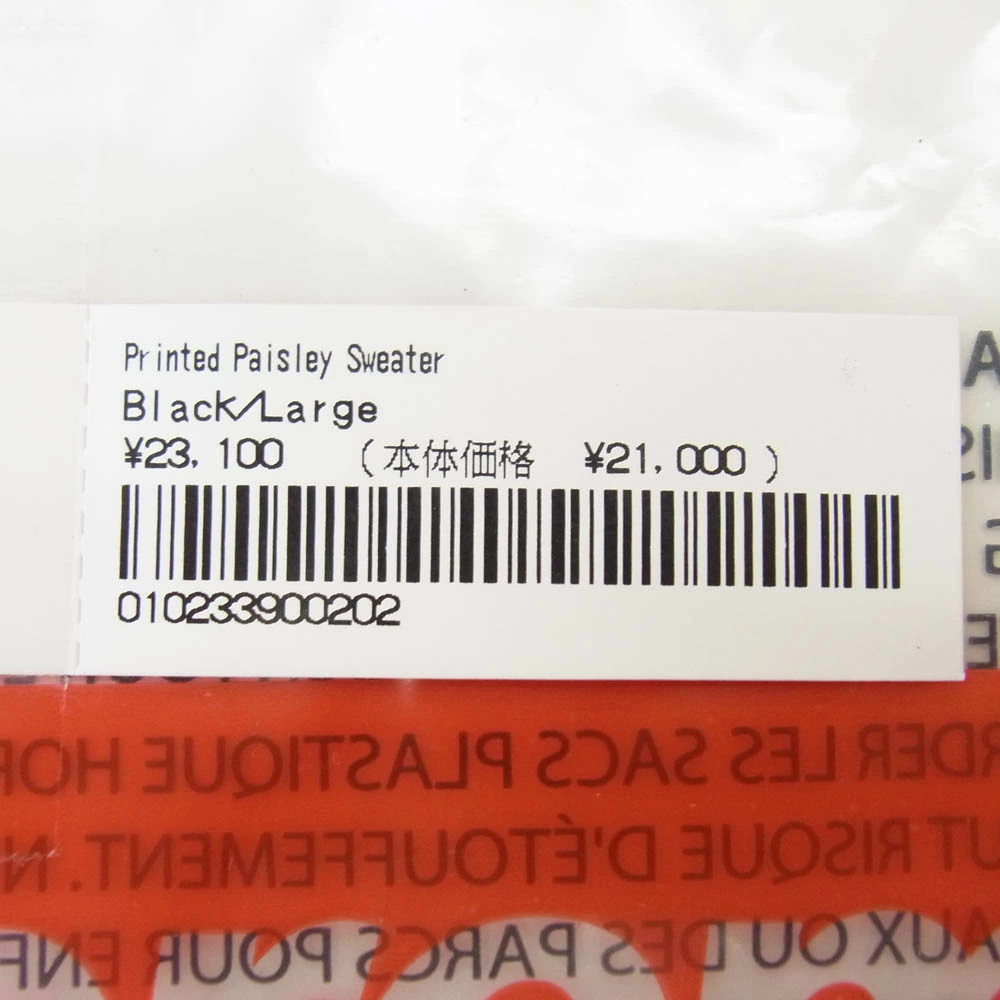 Printed Paisley Sweater
Black/Large
¥23,100 (本体価格 ¥21,000)
010233900202
RDER LES SACS PLASTIQUE HOR
UT RISQUE D'ÉTOUFFEMENT. N
AUX OU DES PARCS POUR ENF